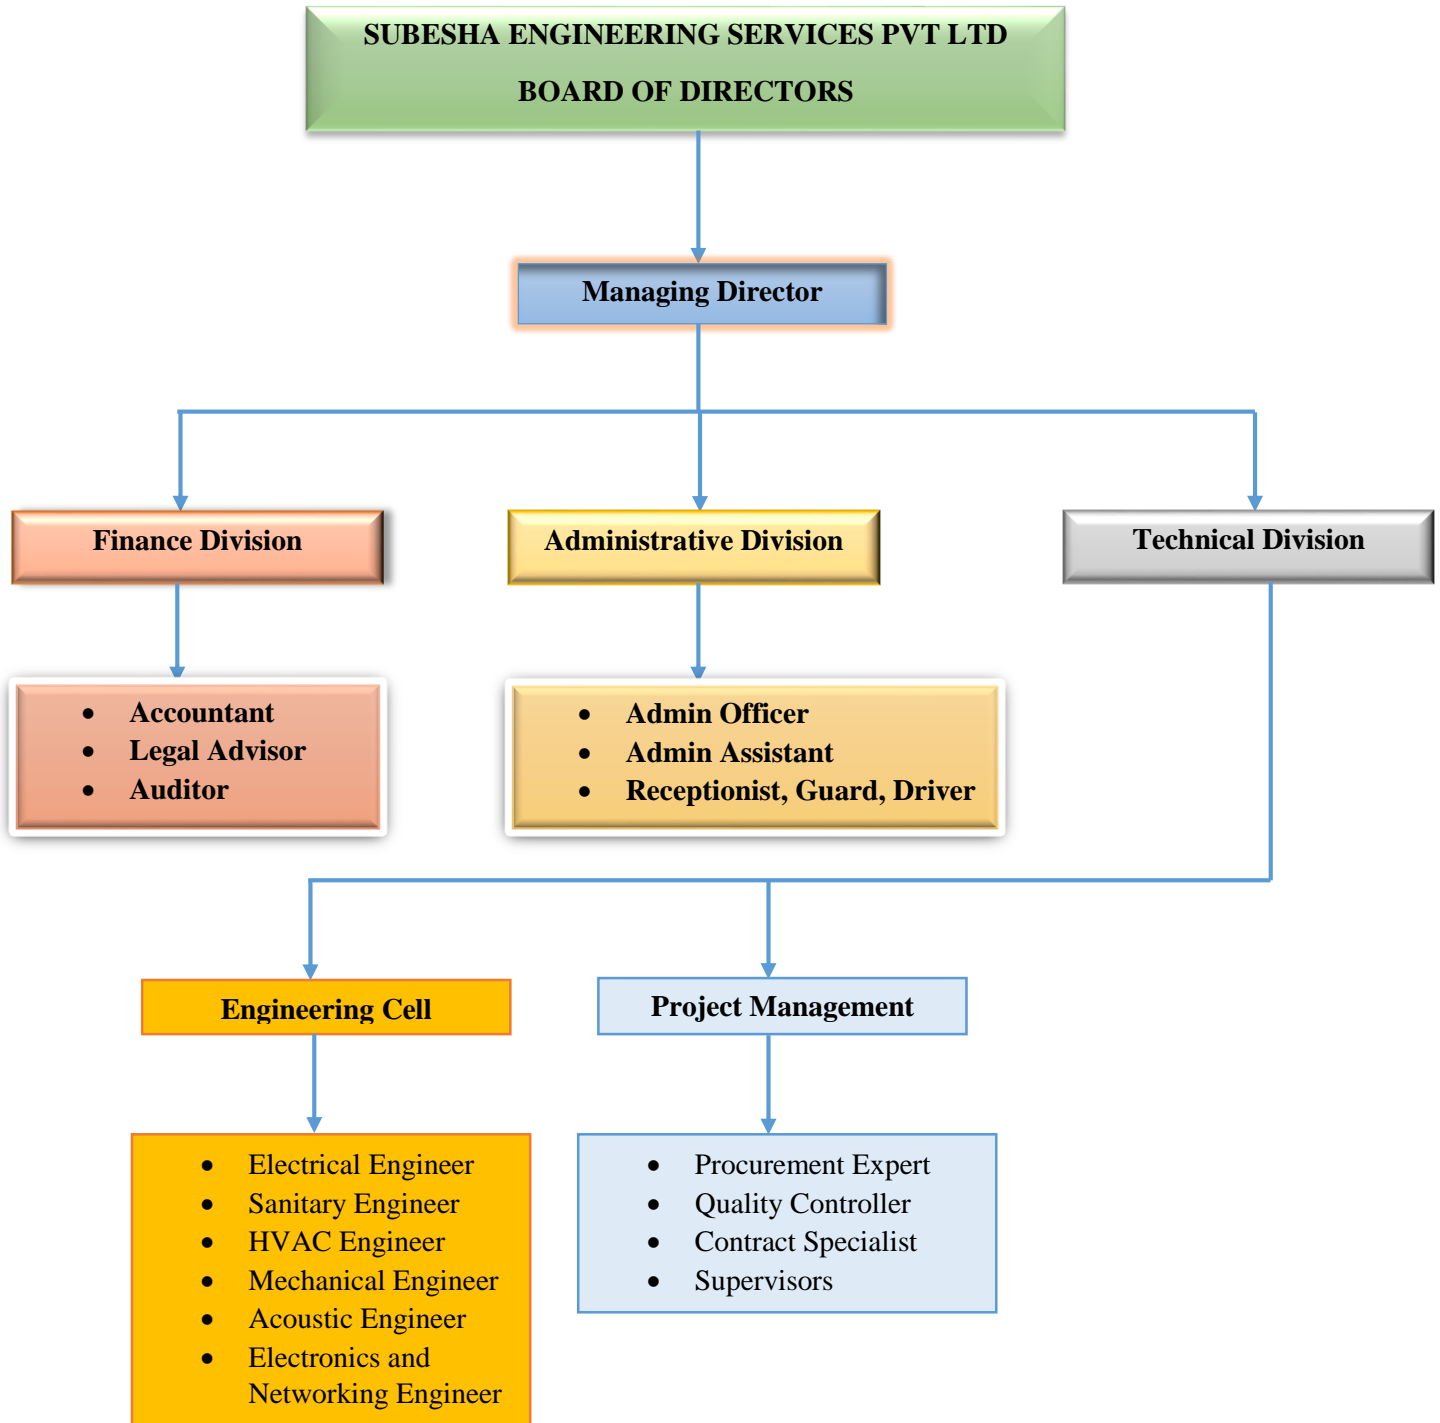 SUBESHA ENGINEERING SERVICES PVT LTD
BOARD OF DIRECTORS
Managing Director
Finance Division
Administrative Division
Technical Division
• Accountant
• Legal Advisor
• Auditor
• Admin Officer
• Admin Assistant
• Receptionist, Guard, Driver
Engineering Cell
Project Management
• Electrical Engineer
• Sanitary Engineer
• HVAC Engineer
• Mechanical Engineer
• Acoustic Engineer
• Electronics and
Networking Engineer
• Procurement Expert
• Quality Controller
• Contract Specialist
• Supervisors